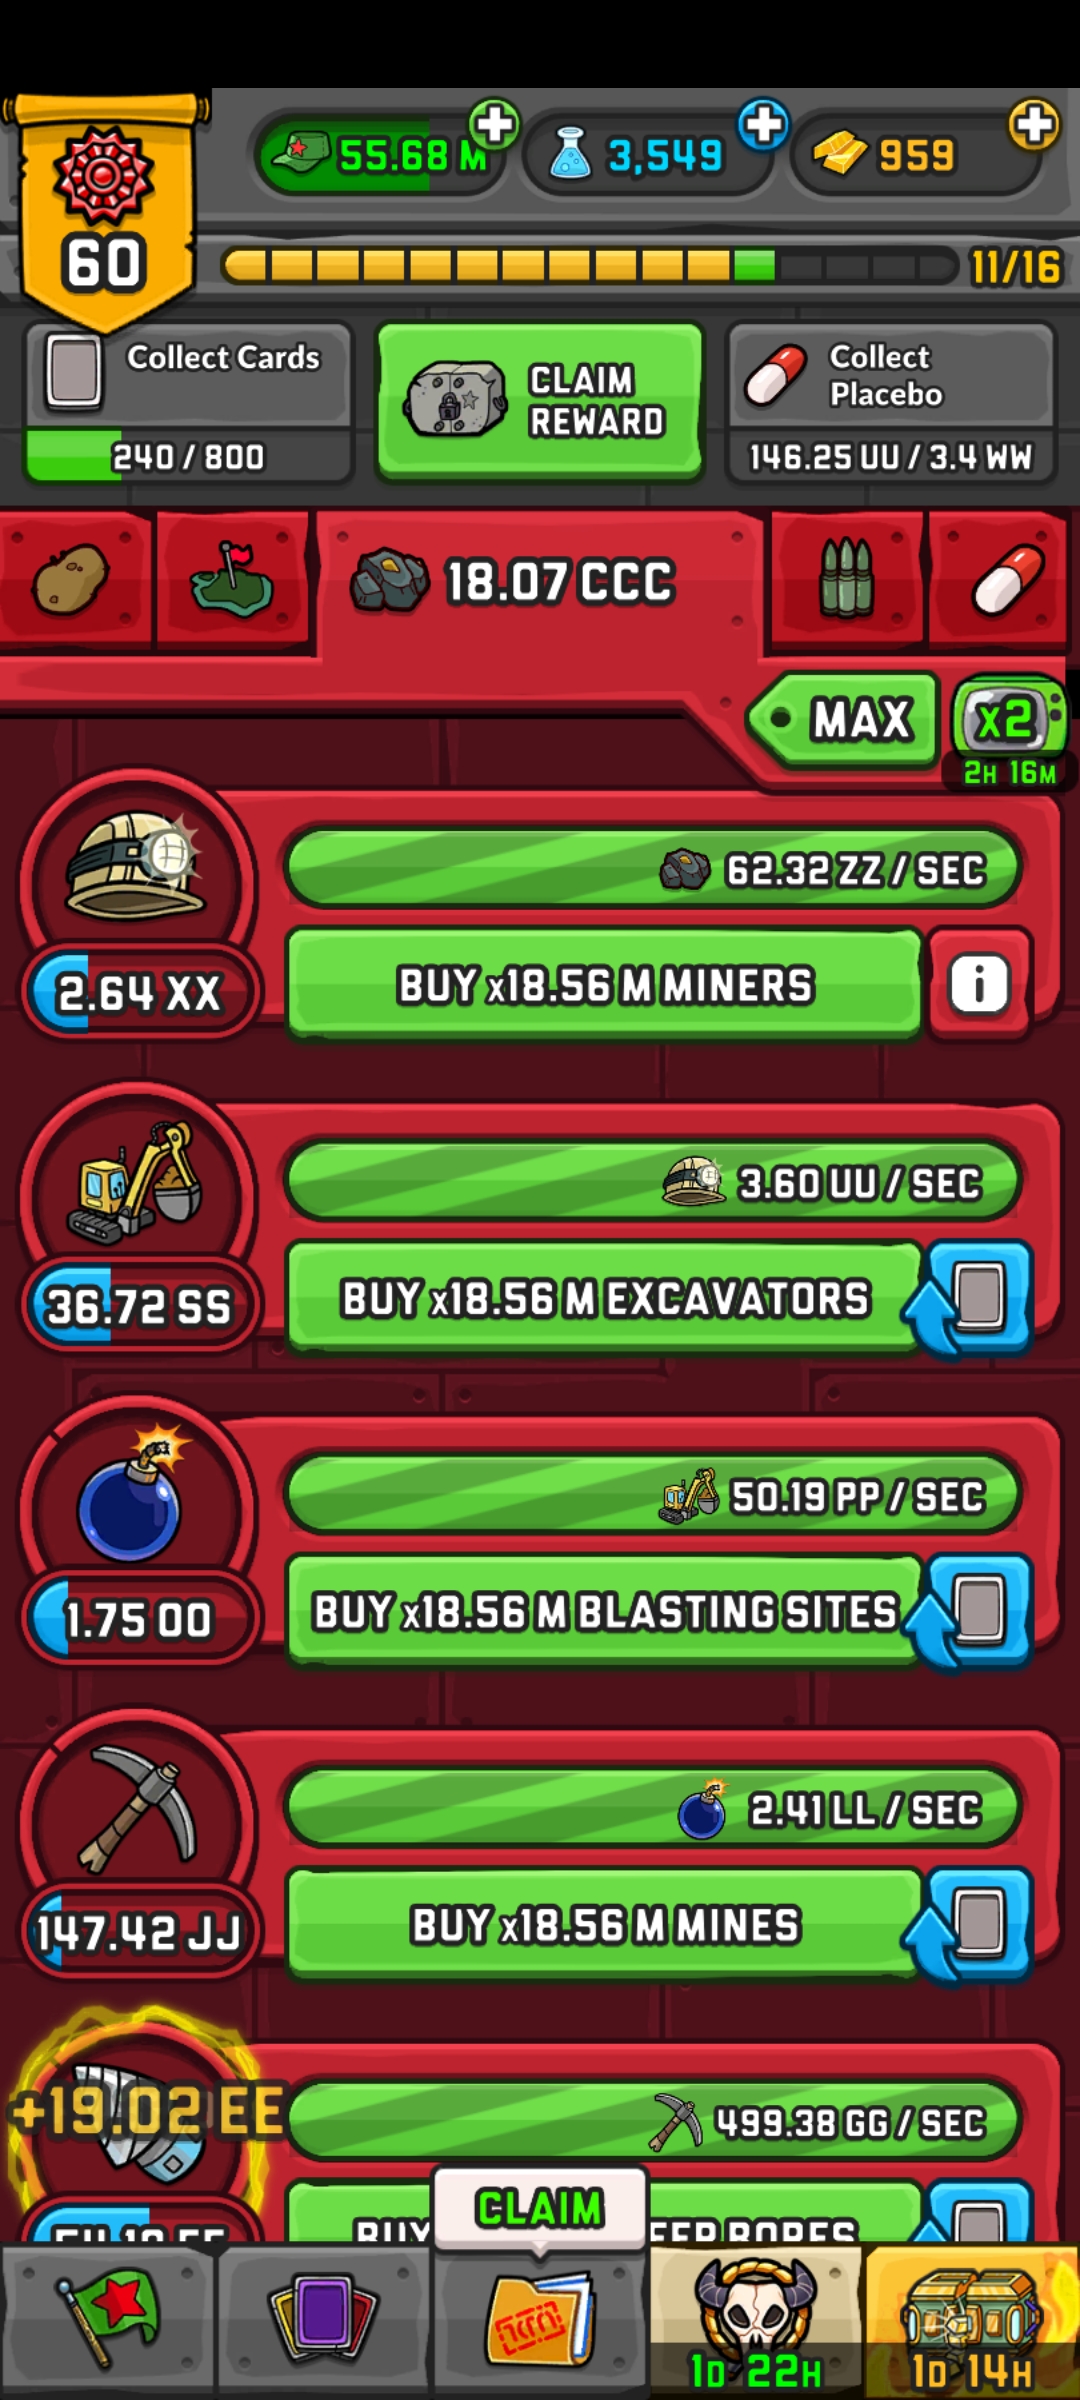 55.68 M
3,549
959
60
11/16
Collect Cards
240 / 800
CLAIM
REWARD
Collect
Placebo
146.25 UU / 3.4 WW
18.07 CCC
MAX
x2
2H 16M
62.32 ZZ / SEC
2.64 XX
BUY x18.56 M MINERS
i
3.60 UU / SEC
36.72 SS
BUY x18.56 M EXCAVATORS
50.19 PP / SEC
1.75 OO
BUY x18.56 M BLASTING SITES
2.41 LL / SEC
147.42 JJ
BUY x18.56 M MINES
+19.02 EE
499.38 GG / SEC
BUY
CLAIM
1D 22H
1D 14H